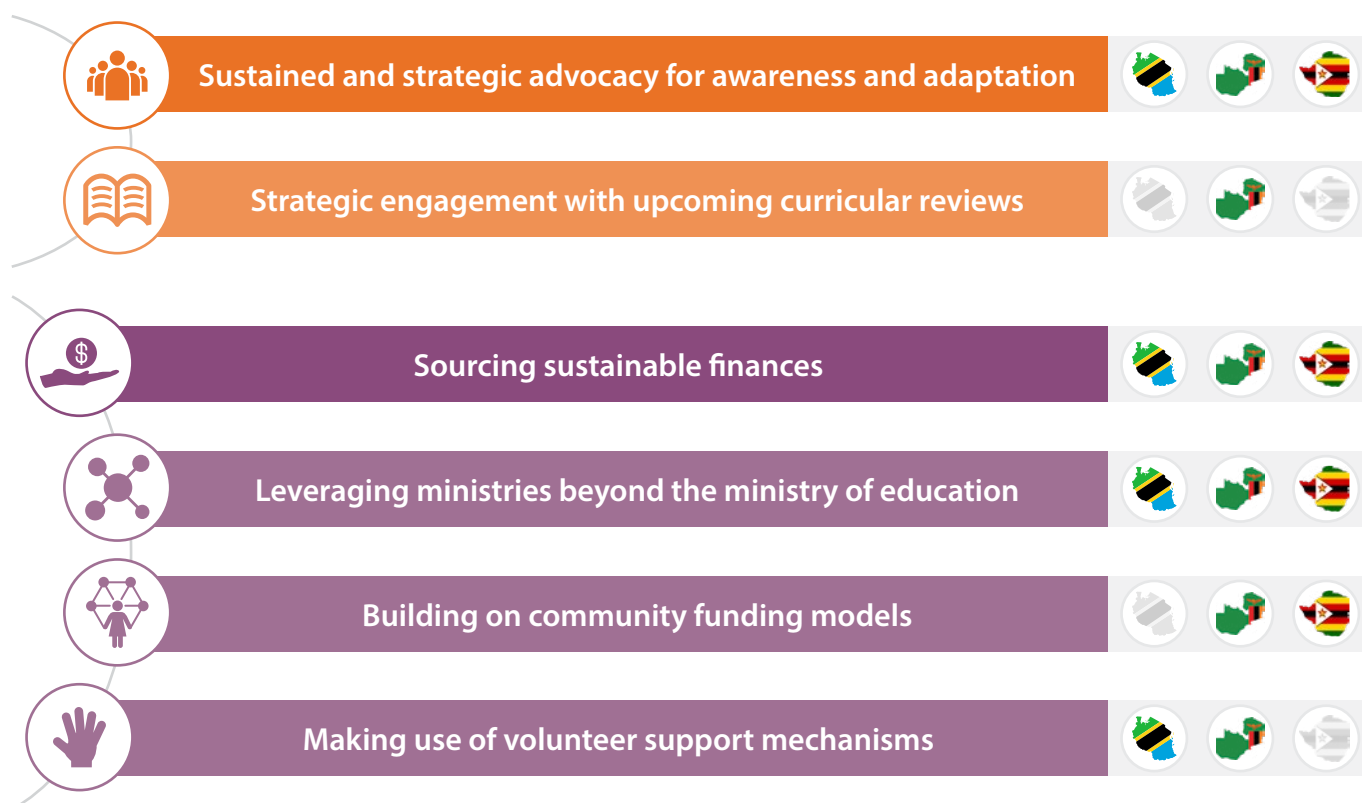 Sustained and strategic advocacy for awareness and adaptation
Strategic engagement with upcoming curricular reviews
$
Sourcing sustainable finances
Leveraging ministries beyond the ministry of education
Building on community funding models
Making use of volunteer support mechanisms